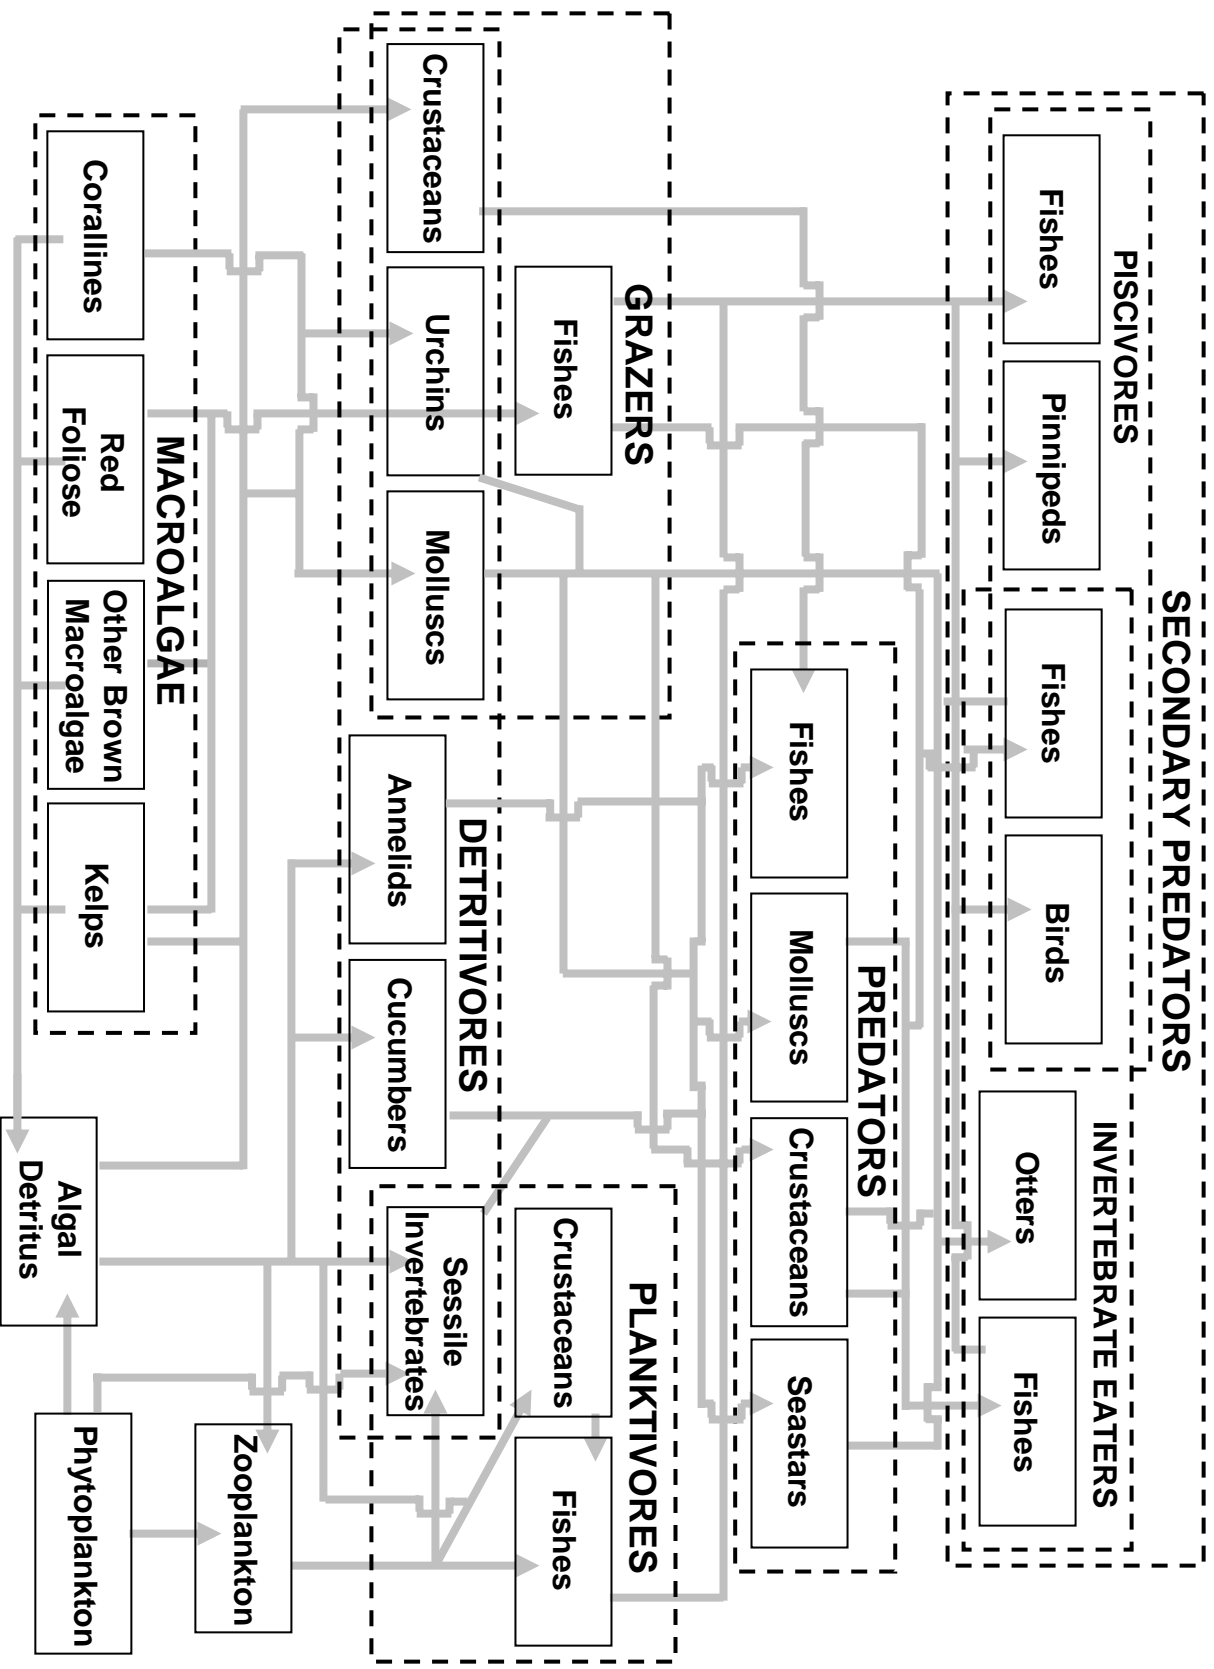 SECONDARY PREDATORS
PISCIVORES
INVERTEBRATE EATERS
Fishes
Pinnipeds
Fishes
Birds
Otters
Fishes
PREDATORS
Fishes
Molluscs
Crustaceans
Seastars
GRAZERS
Fishes
Crustaceans
Urchins
Molluscs
DETRITIVORES
Annelids
Cucumbers
PLANKTIVORES
Crustaceans
Fishes
Sessile
Invertebrates
MACROALGAE
Corallines
Red
Foliose
Other Brown
Macroalgae
Kelps
Algal
Detritus
Zooplankton
Phytoplankton